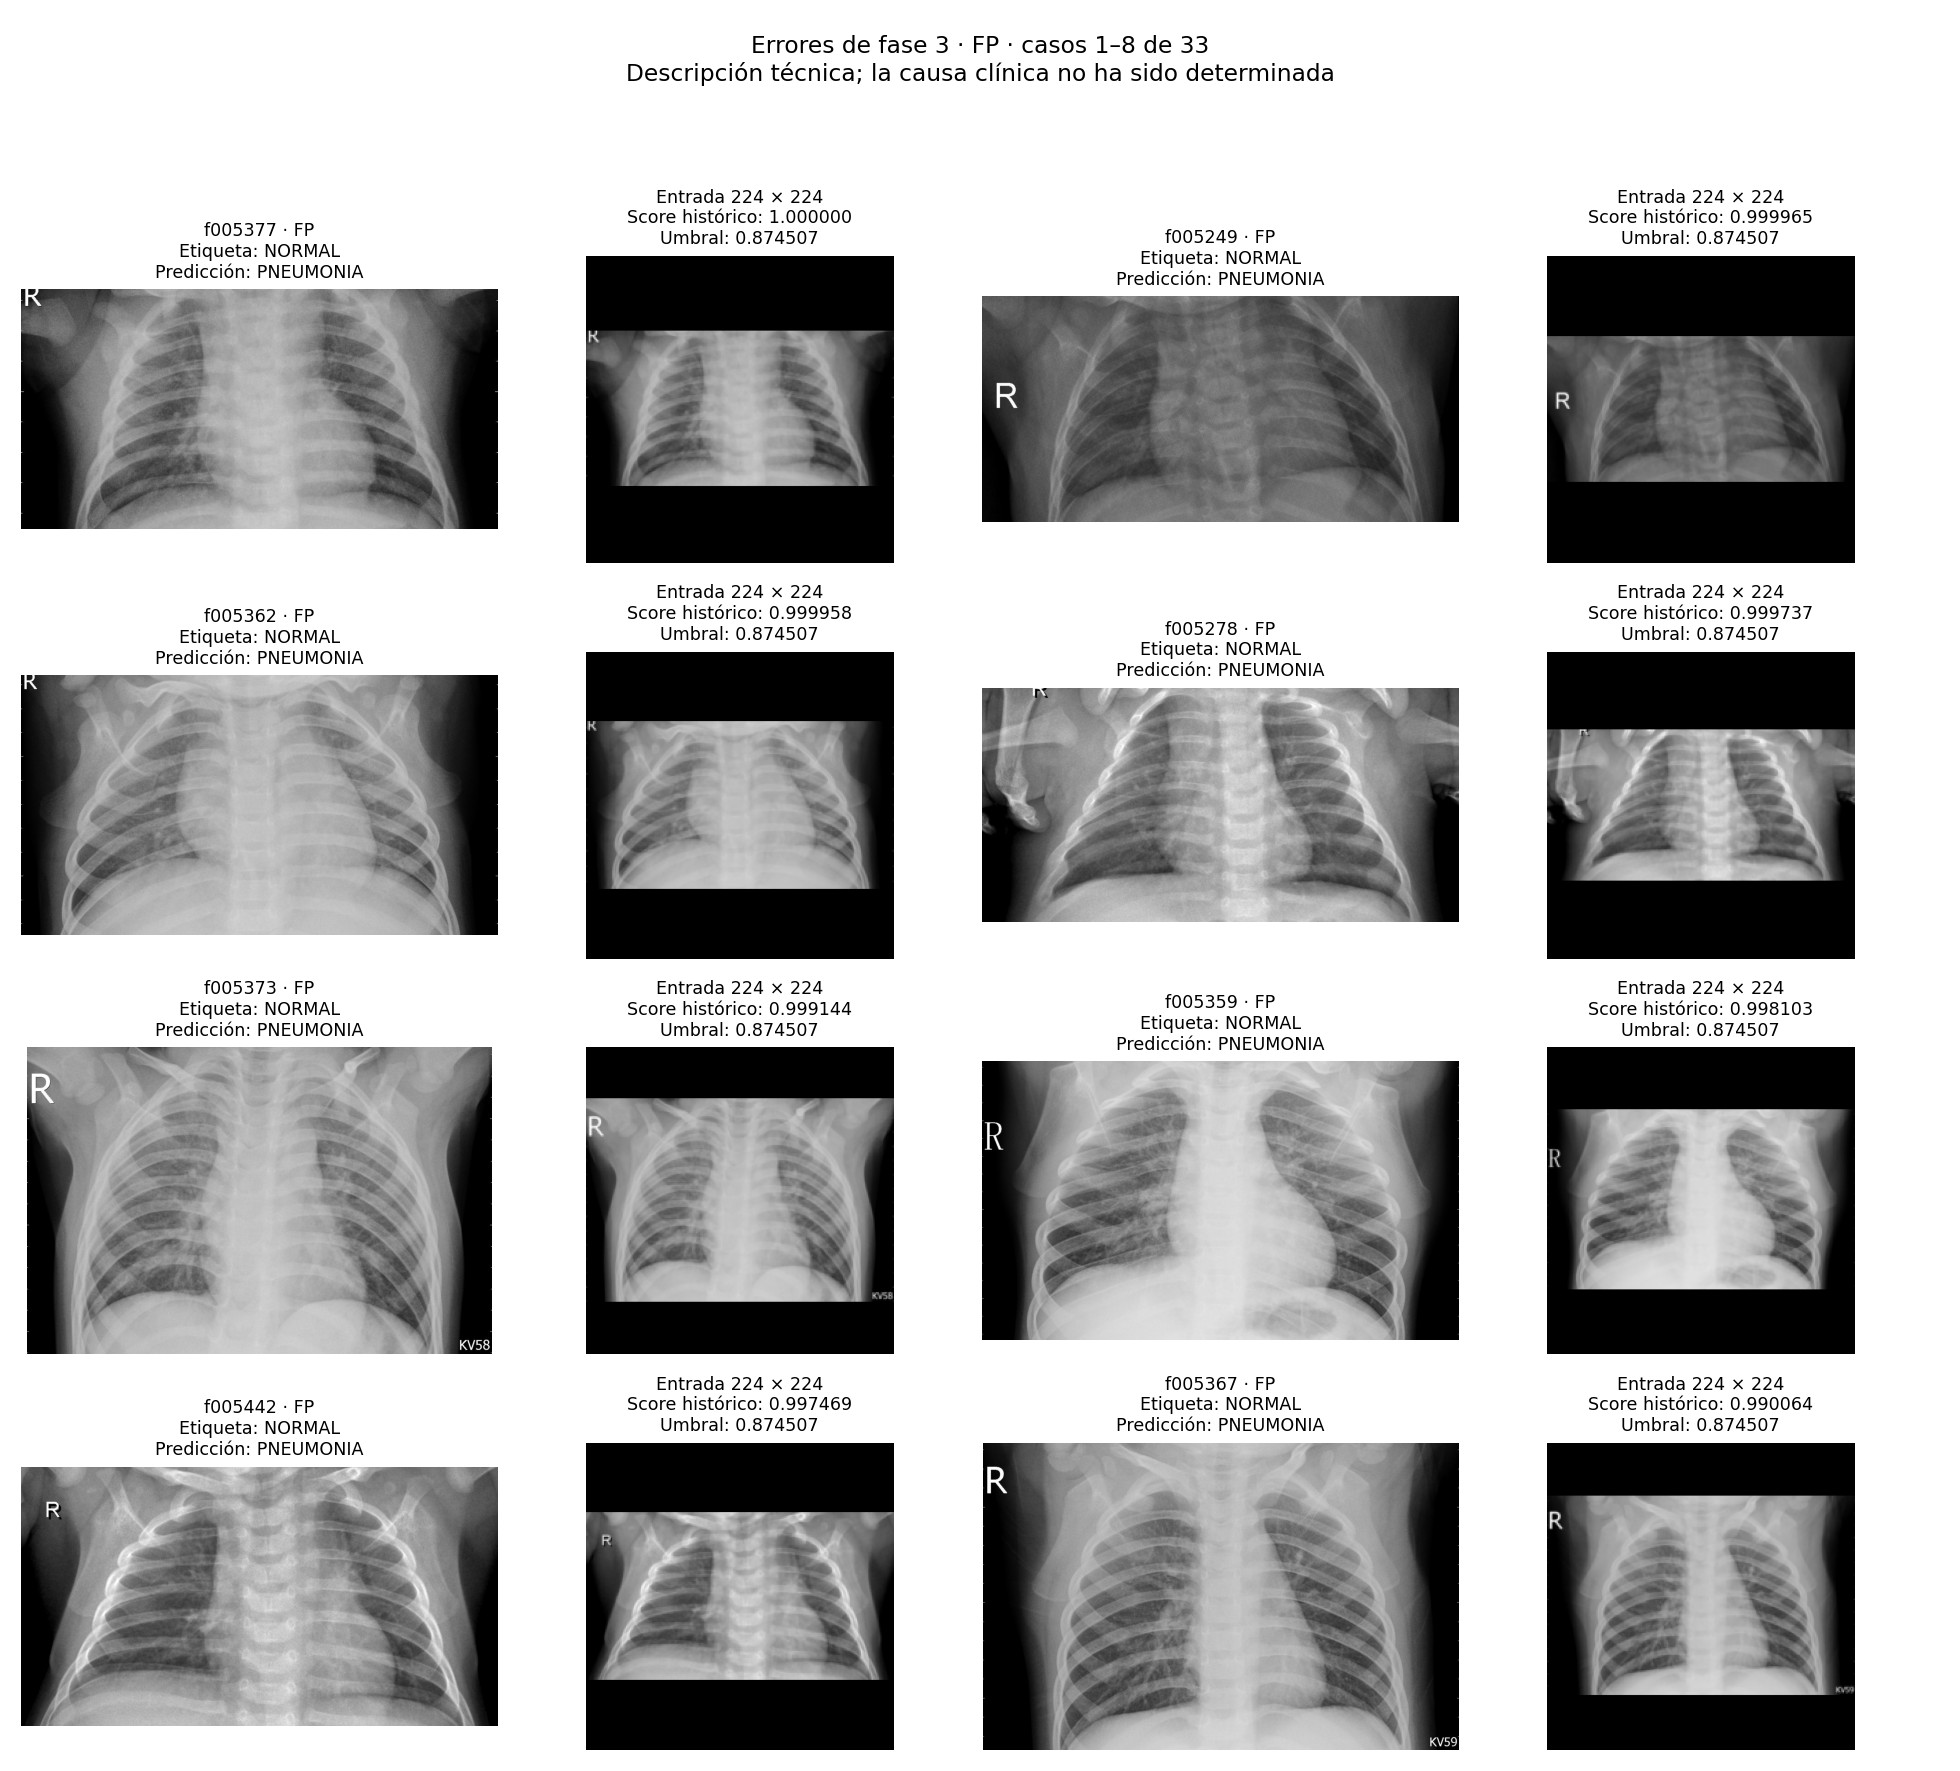 Errores de fase 3 · FP · casos 1–8 de 33
Descripción técnica; la causa clínica no ha sido determinada
f005377 · FP
Etiqueta: NORMAL
Predicción: PNEUMONIA
R
Entrada 224 × 224
Score histórico: 1.000000
Umbral: 0.874507
R
f005249 · FP
Etiqueta: NORMAL
Predicción: PNEUMONIA
R
Entrada 224 × 224
Score histórico: 0.999965
Umbral: 0.874507
R
f005362 · FP
Etiqueta: NORMAL
Predicción: PNEUMONIA
R
Entrada 224 × 224
Score histórico: 0.999958
Umbral: 0.874507
R
f005278 · FP
Etiqueta: NORMAL
Predicción: PNEUMONIA
R
Entrada 224 × 224
Score histórico: 0.999737
Umbral: 0.874507
R
f005373 · FP
Etiqueta: NORMAL
Predicción: PNEUMONIA
R
KV58
Entrada 224 × 224
Score histórico: 0.999144
Umbral: 0.874507
R
KV58
f005359 · FP
Etiqueta: NORMAL
Predicción: PNEUMONIA
R
Entrada 224 × 224
Score histórico: 0.998103
Umbral: 0.874507
R
f005442 · FP
Etiqueta: NORMAL
Predicción: PNEUMONIA
R
Entrada 224 × 224
Score histórico: 0.997469
Umbral: 0.874507
R
f005367 · FP
Etiqueta: NORMAL
Predicción: PNEUMONIA
R
KV59
Entrada 224 × 224
Score histórico: 0.990064
Umbral: 0.874507
R
KV59